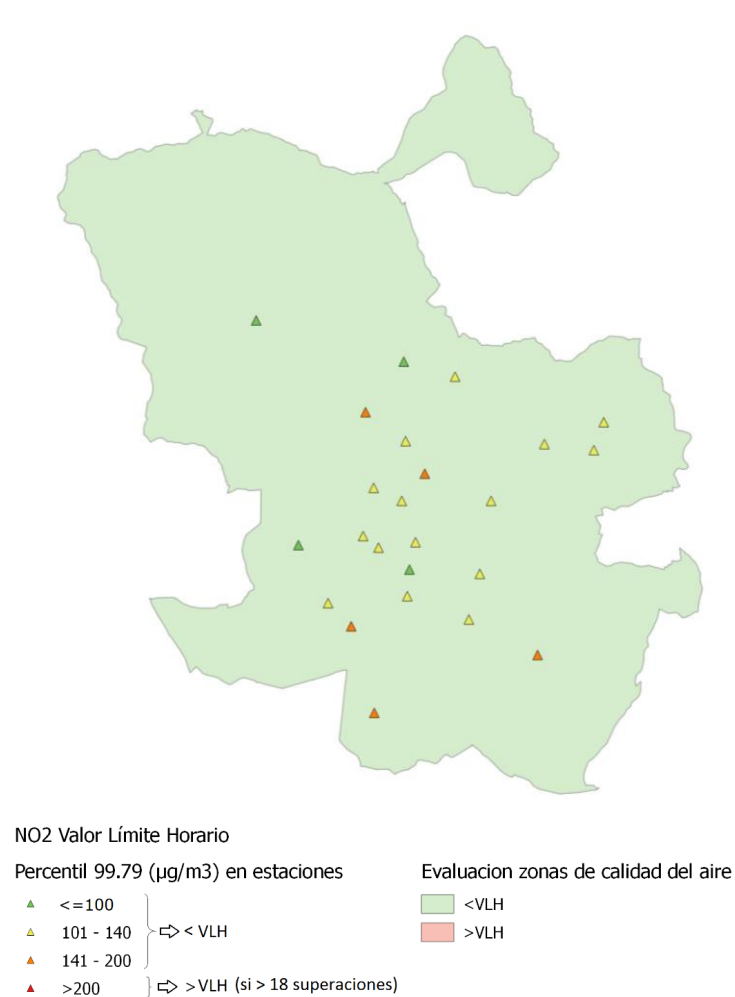 NO2 Valor Límite Horario
Percentil 99.79 (µg/m3) en estaciones
<=100
101 - 140
141 - 200
< VLH
>200
>VLH (si > 18 superaciones)
Evaluacion zonas de calidad del aire
<VLH
>VLH